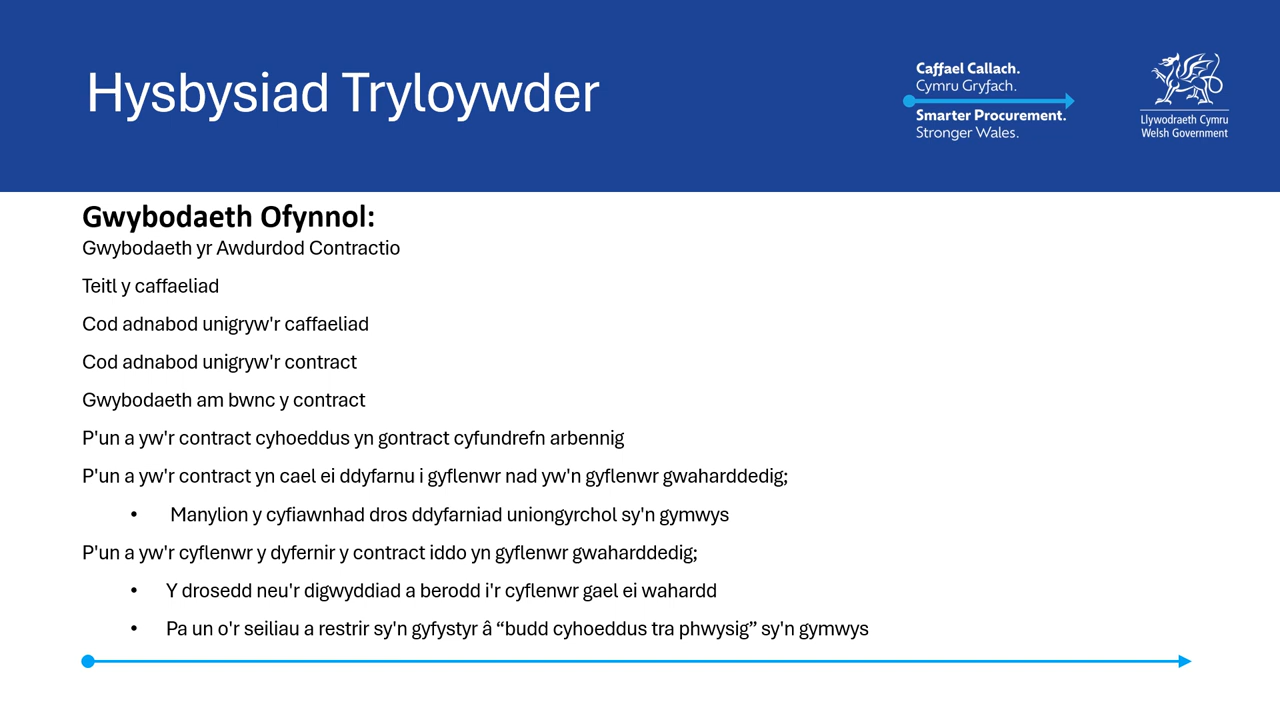 Hysbysiad Tryloywder
Caffael Callach.
Cymru Gryfach.
Smarter Procurement.
Stronger Wales.
Llywodraeth Cymru
Welsh Government
Gwybodaeth Ofynnol:
Gwybodaeth yr Awdurdod Contractio
Teitl y caffaeliad
Cod adnabod unigryw'r caffaeliad
Cod adnabod unigryw'r contract
Gwybodaeth am bwnc y contract
P'un a yw'r contract cyhoeddus yn gontract cyfundrefn arbennig
P'un a yw'r contract yn cael ei ddyfarnu i gyflenwr nad yw'n gyflenwr gwaharddedig;
• Manylion y cyfiawnhad dros ddyfarniad uniongyrchol sy'n gymwys
P'un a yw'r cyflenwr y dyfernir y contract iddo yn gyflenwr gwaharddedig;
• Y drosedd neu'r digwyddiad a berodd i'r cyflenwr gael ei wahardd
• Pa un o'r seiliau a restrir sy'n gyfystyr â “budd cyhoeddus tra phwysig” sy'n gymwys